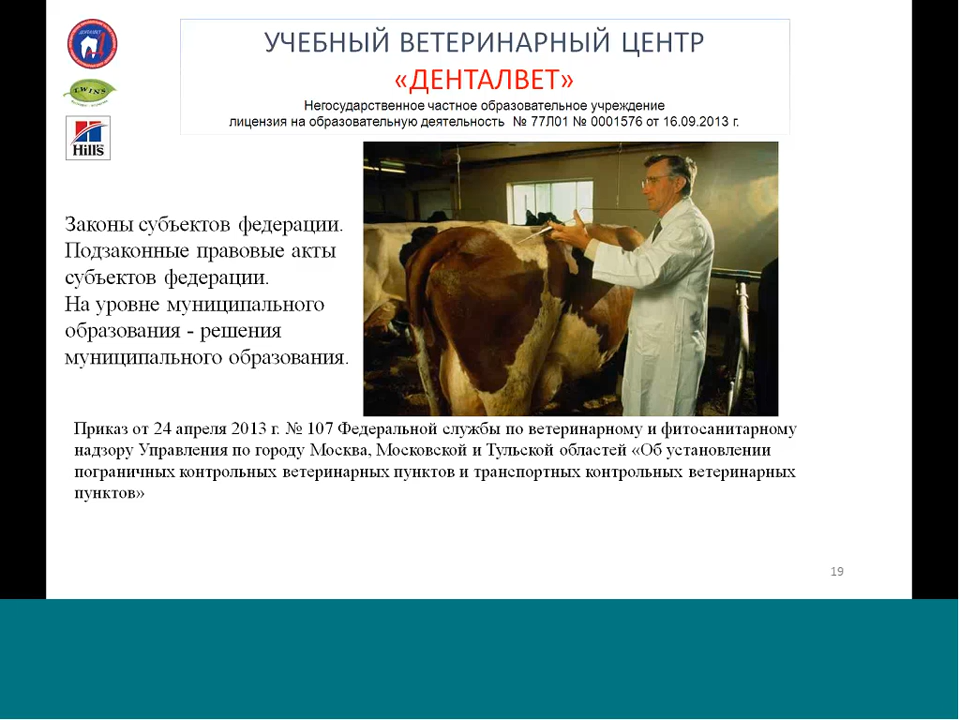 УЧЕБНЫЙ ВЕТЕРИНАРНЫЙ ЦЕНТР
«ДЕНТАЛВЕТ»
Негосударственное частное образовательное учреждение
лицензия на образовательную деятельность № 77Л01 № 0001576 от 16.09.2013 г.
TWINS
Hill's
Законы субъектов федерации.
Подзаконные правовые акты
субъектов федерации.
На уровне муниципального
образования - решения
муниципального образования.
Приказ от 24 апреля 2013 г. № 107 Федеральной службы по ветеринарному и фитосанитарному
надзору Управления по городу Москва, Московской и Тульской областей «Об установлении
пограничных контрольных ветеринарных пунктов и транспортных контрольных ветеринарных
пунктов»
19